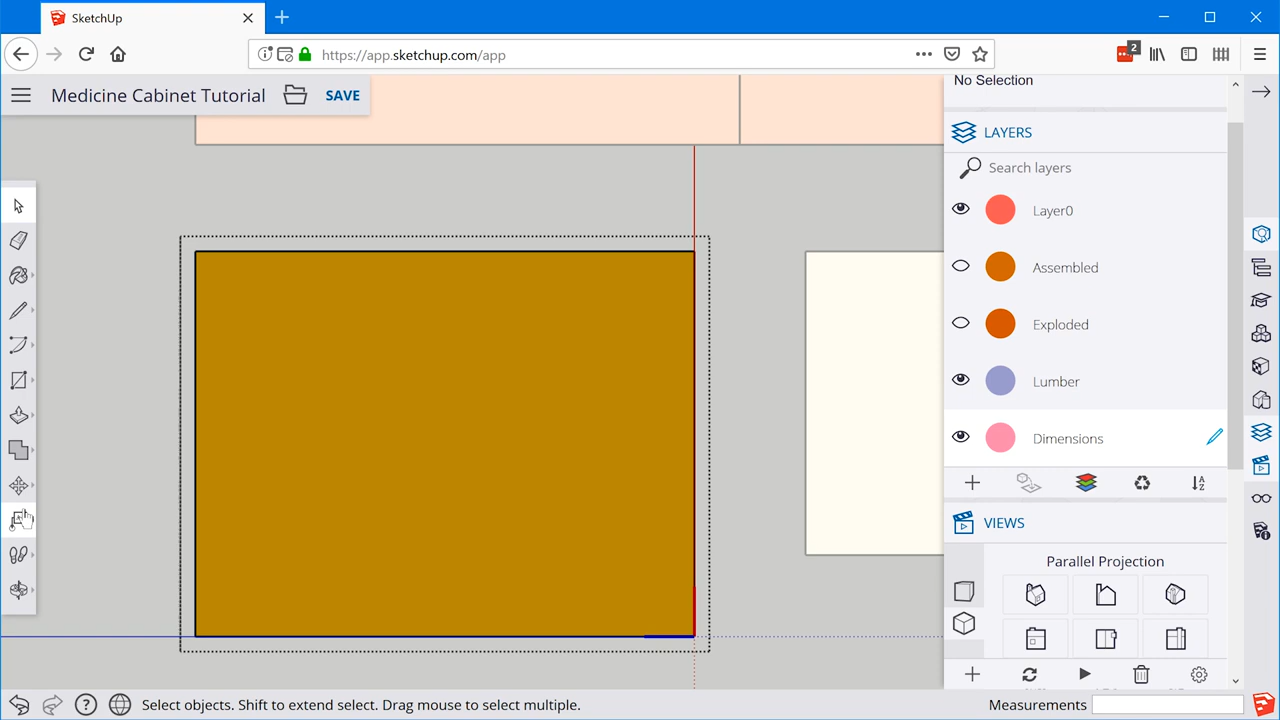 SketchUp
https://app.sketchup.com/app
2
Medicine Cabinet Tutorial
SAVE
No Selection
LAYERS
Search layers
Layer0
Assembled
Exploded
Lumber
Dimensions
VIEWS
Parallel Projection
Select objects. Shift to extend select. Drag mouse to select multiple.
Measurements